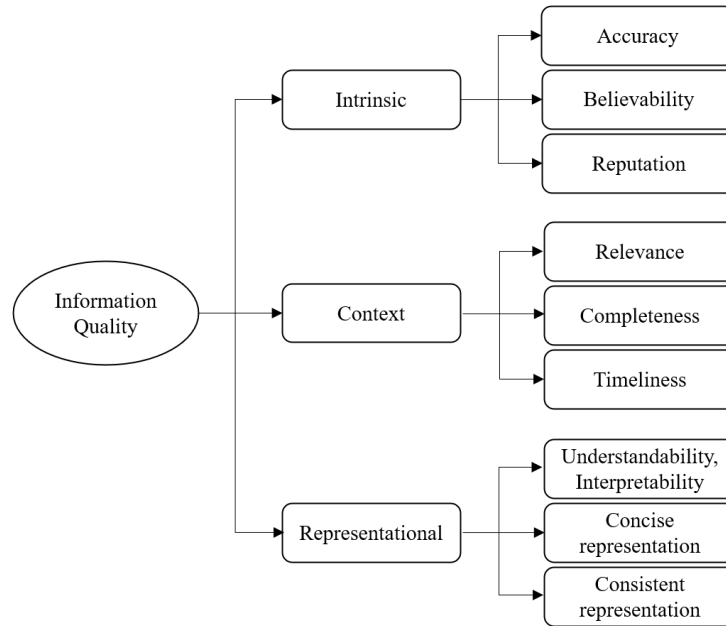 Information
Quality
Intrinsic
Accuracy
Believability
Reputation
Context
Relevance
Completeness
Timeliness
Representational
Understandability,
Interpretability
Concise
representation
Consistent
representation